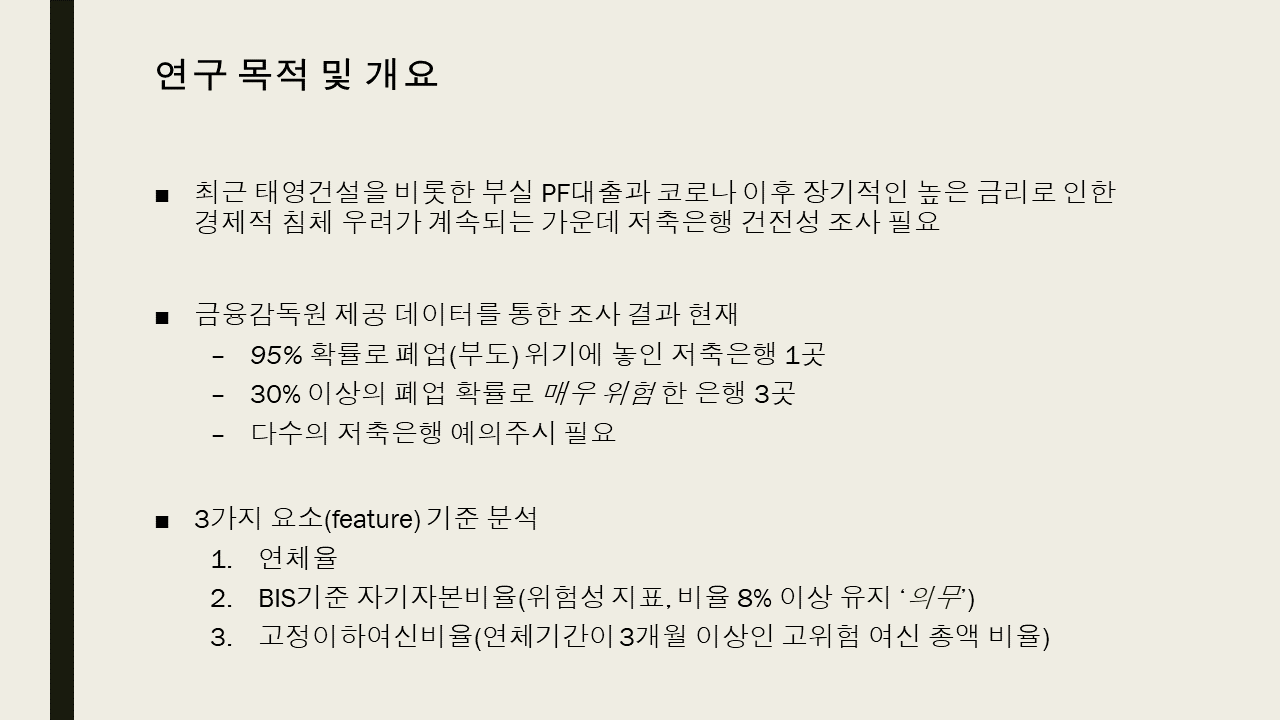 연구 목적 및 개요
■ 최근 태영건설을 비롯한 부실 PF대출과 코로나 이후 장기적인 높은 금리로 인한
경제적 침체 우려가 계속되는 가운데 저축은행 건전성 조사 필요
■ 금융감독원 제공 데이터를 통한 조사 결과 현재
– 95% 확률로 폐업(부도) 위기에 놓인 저축은행 1곳
– 30% 이상의 폐업 확률로 매우 위험 한 은행 3곳
– 다수의 저축은행 예의주시 필요
■ 3가지 요소(feature) 기준 분석
1. 연체율
2. BIS기준 자기자본비율(위험성 지표, 비율 8% 이상 유지 ‘의무’)
3. 고정이하여신비율(연체기간이 3개월 이상인 고위험 여신 총액 비율)